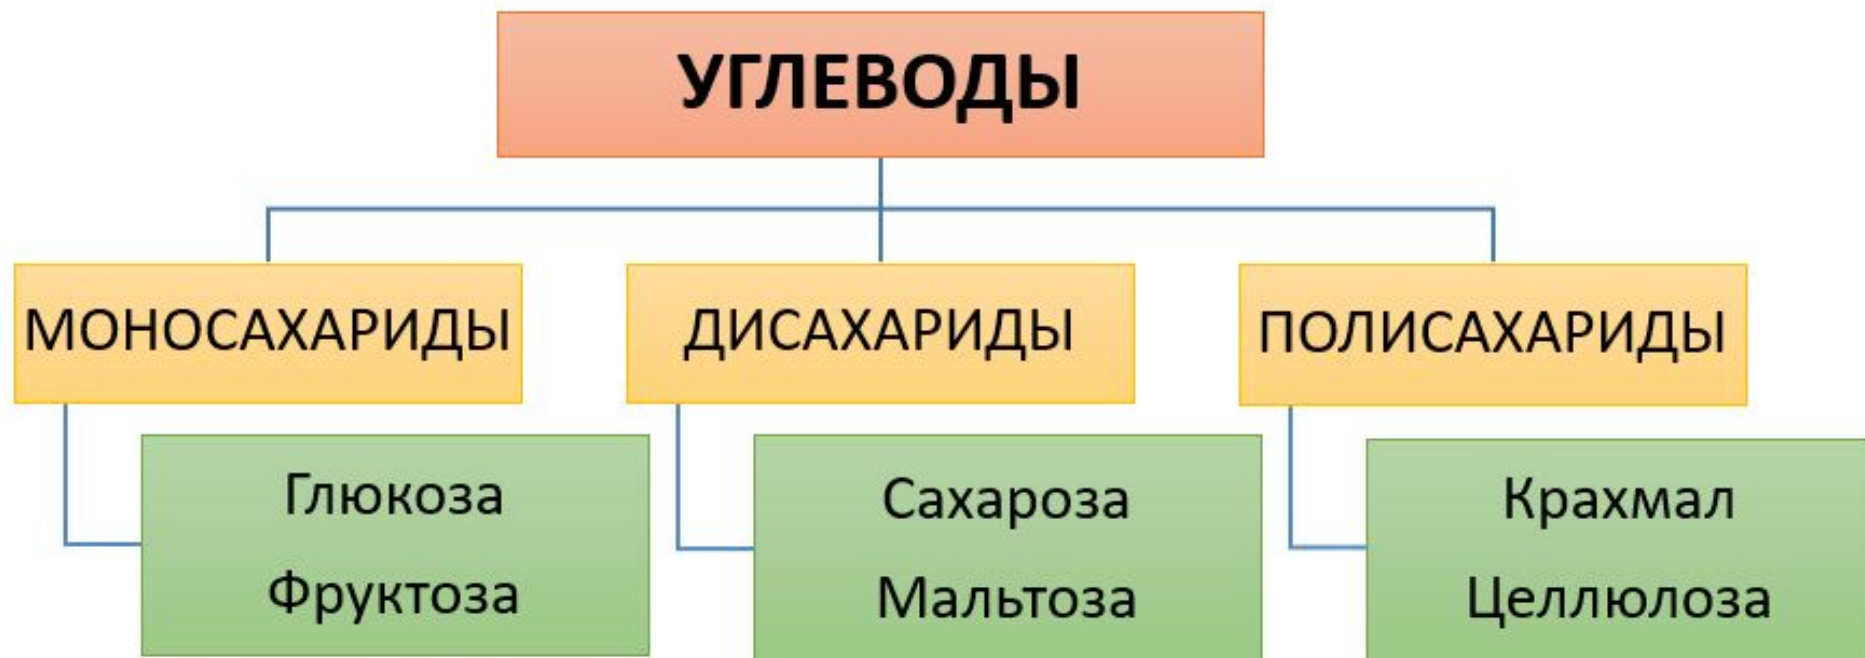 УГЛЕВОДЫ
МОНОСАХАРИДЫ
ДИСАХАРИДЫ
ПОЛИСАХАРИДЫ
Глюкоза
Фруктоза
Сахароза
Мальтоза
Крахмал
Целлюлоза